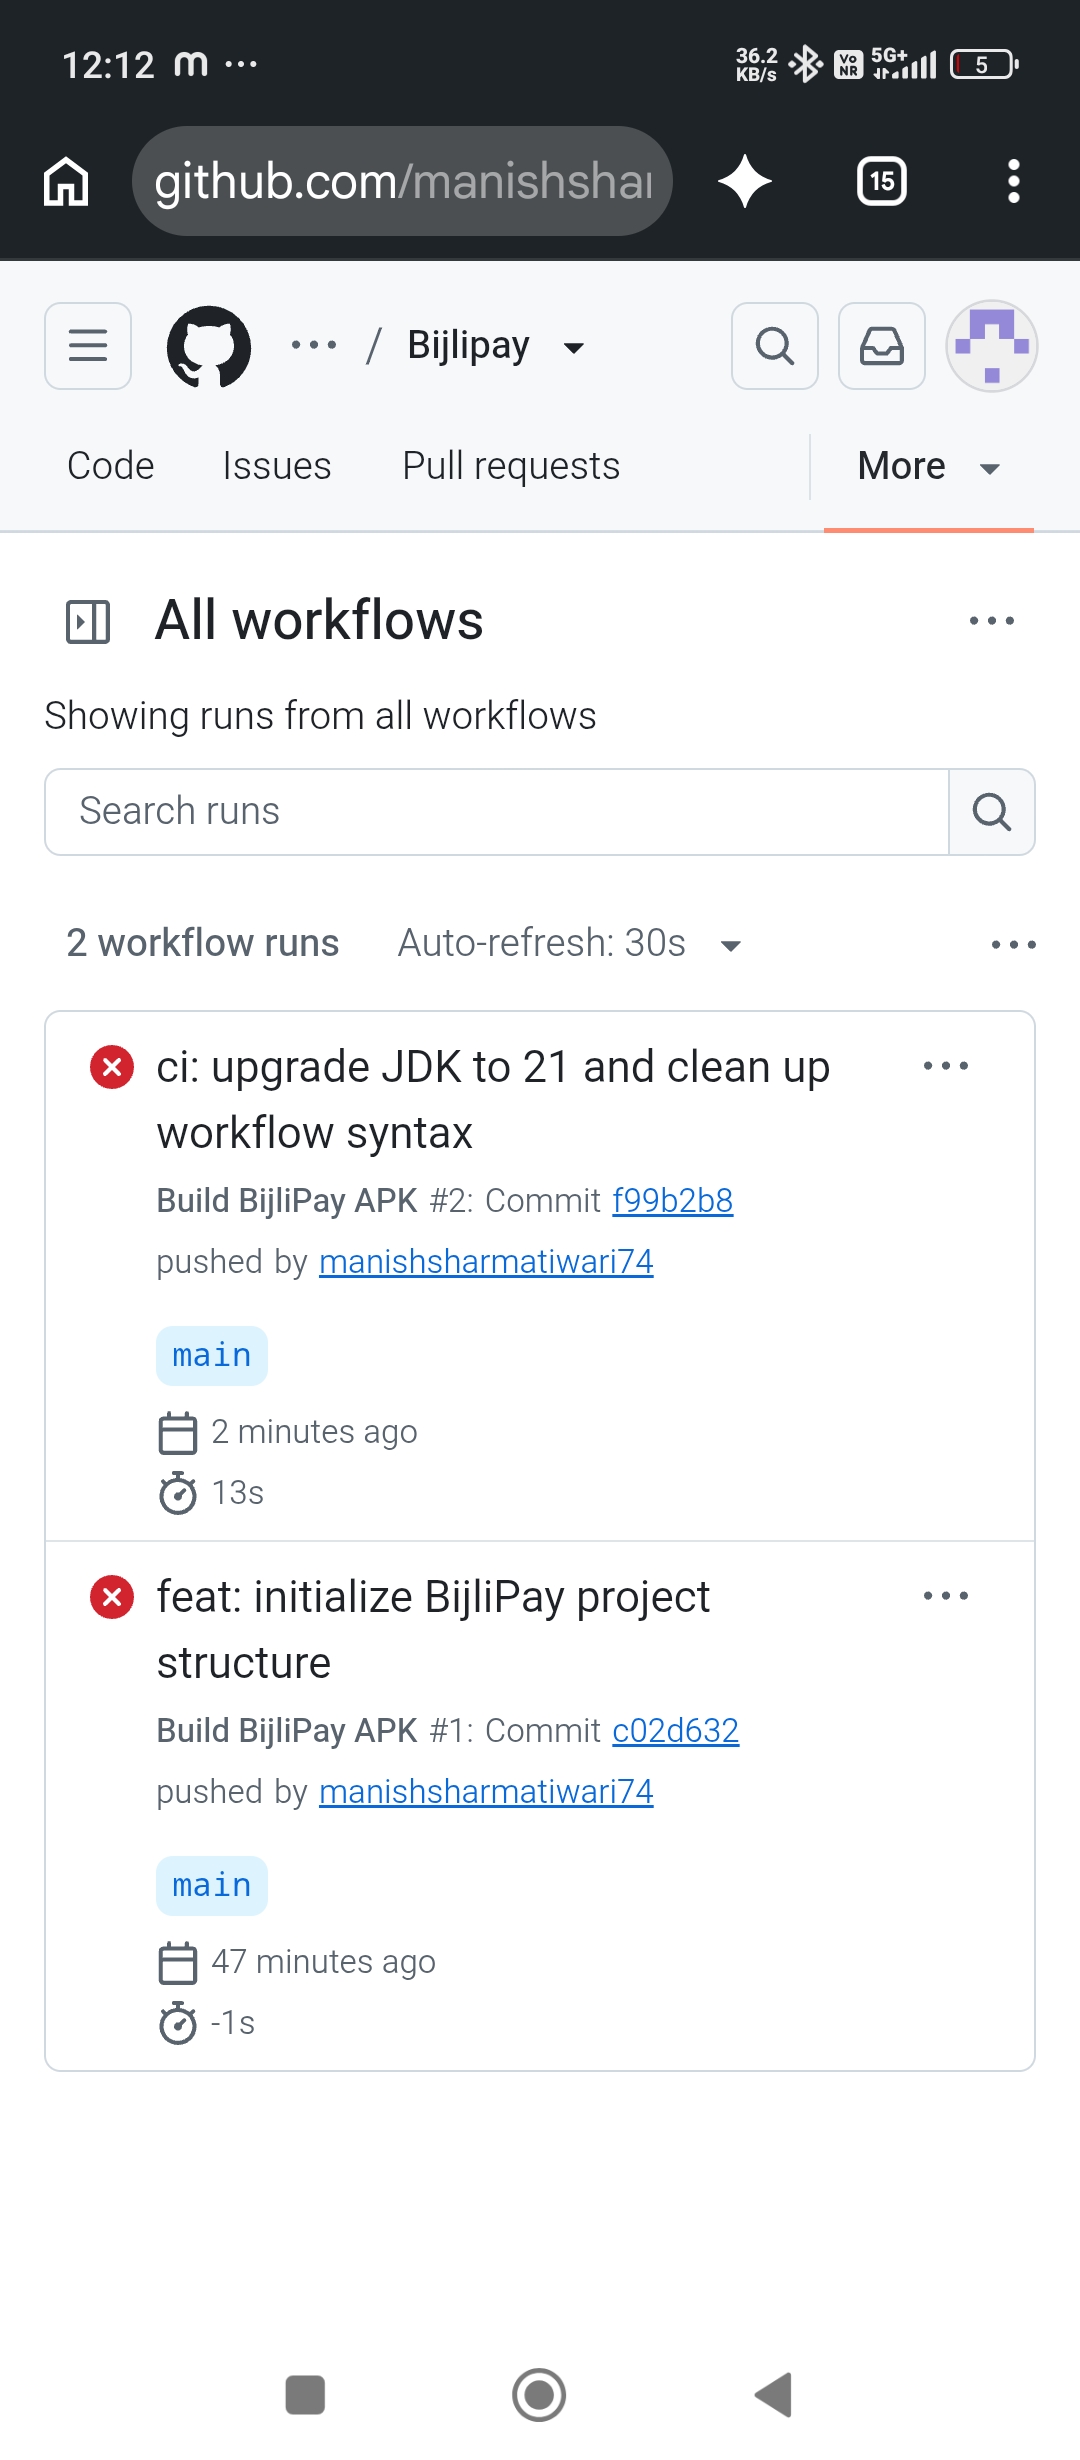 12:12 m ...
36.2 KB/s Vo NR 5G+ 5
github.com/manishshar
15
... / Bijlipay
Code Issues Pull requests More
All workflows
Showing runs from all workflows
Search runs
2 workflow runs Auto-refresh: 30s
ci: upgrade JDK to 21 and clean up
workflow syntax
Build BijliPay APK #2: Commit f99b2b8
pushed by manishsharmatiwari74
main
2 minutes ago
13s
feat: initialize BijliPay project
structure
Build BijliPay APK #1: Commit c02d632
pushed by manishsharmatiwari74
main
47 minutes ago
-1s